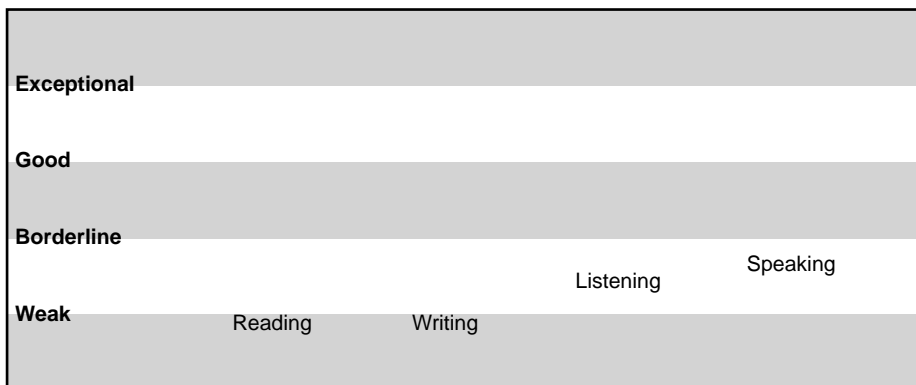 Exceptional
Good
Borderline
Speaking
Listening
Weak
Reading Writing